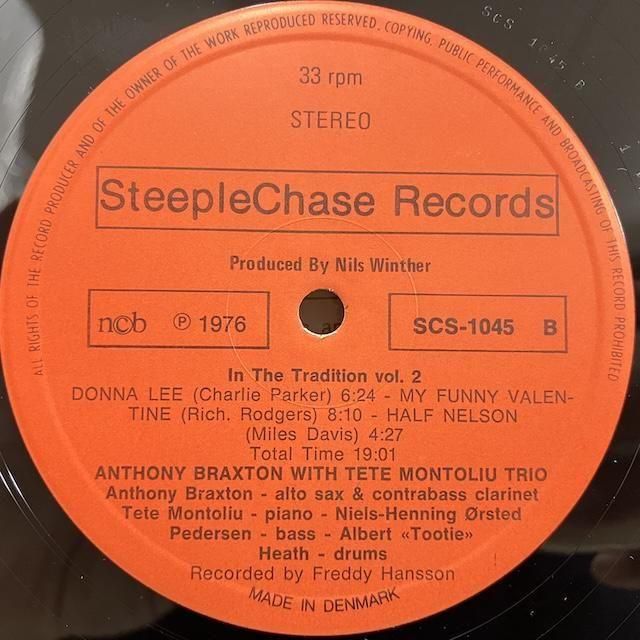 ALL RIGHTS OF THE RECORD PRODUCER AND OF THE OWNER OF THE WORK REPRODUCED RESERVED. COPYING, PUBLIC PERFORMANCE AND BROADCASTING OF THIS RECORD PROHIBITED
SCS 1045 B
33 rpm
STEREO
SteepleChase Records
Produced By Nils Winther
n©b ℗ 1976
SCS-1045 B
In The Tradition vol. 2
DONNA LEE (Charlie Parker) 6:24 - MY FUNNY VALEN-
TINE (Rich. Rodgers) 8:10 - HALF NELSON
(Miles Davis) 4:27
Total Time 19:01
ANTHONY BRAXTON WITH TETE MONTOLIU TRIO
Anthony Braxton - alto sax & contrabass clarinet
Tete Montoliu - piano - Niels-Henning Ørsted
Pedersen - bass - Albert «Tootie»
Heath - drums
Recorded by Freddy Hansson
MADE IN DENMARK